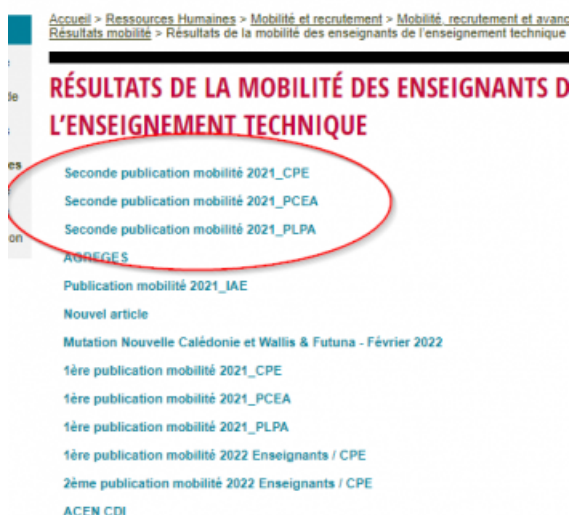 Accueil > Ressources Humaines > Mobilité et recrutement > Mobilité, recrutement et avanc
Résultats mobilité > Résultats de la mobilité des enseignants de l'enseignement technique
RÉSULTATS DE LA MOBILITÉ DES ENSEIGNANTS D
L'ENSEIGNEMENT TECHNIQUE
es
on
Seconde publication mobilité 2021_CPE
Seconde publication mobilité 2021_PCEA
Seconde publication mobilité 2021_PLPA
AGREGES
Publication mobilité 2021_IAE
Nouvel article
Mutation Nouvelle Calédonie et Wallis & Futuna - Février 2022
1ère publication mobilité 2021_CPE
1ère publication mobilité 2021_PCEA
1ère publication mobilité 2021_PLPA
1ère publication mobilité 2022 Enseignants / CPE
2ème publication mobilité 2022 Enseignants / CPE
ACEN CDI